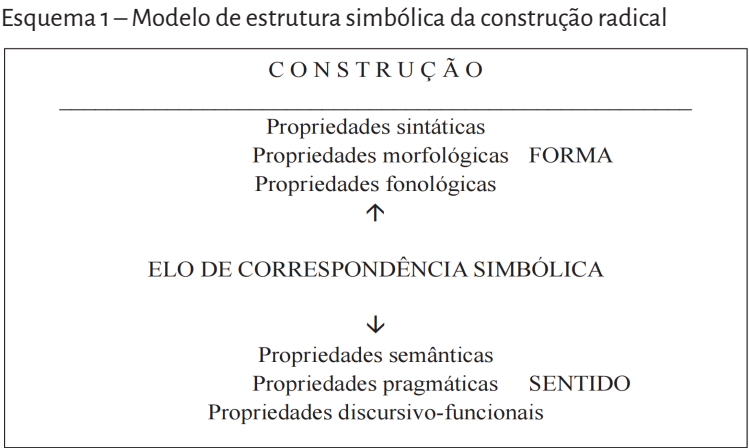 Esquema 1 – Modelo de estrutura simbólica da construção radical
C O N S T R U Ç Ã O
Propriedades sintáticas
Propriedades morfológicas FORMA
Propriedades fonológicas
↑
ELO DE CORRESPONDÊNCIA SIMBÓLICA
↓
Propriedades semânticas
Propriedades pragmáticas SENTIDO
Propriedades discursivo-funcionais